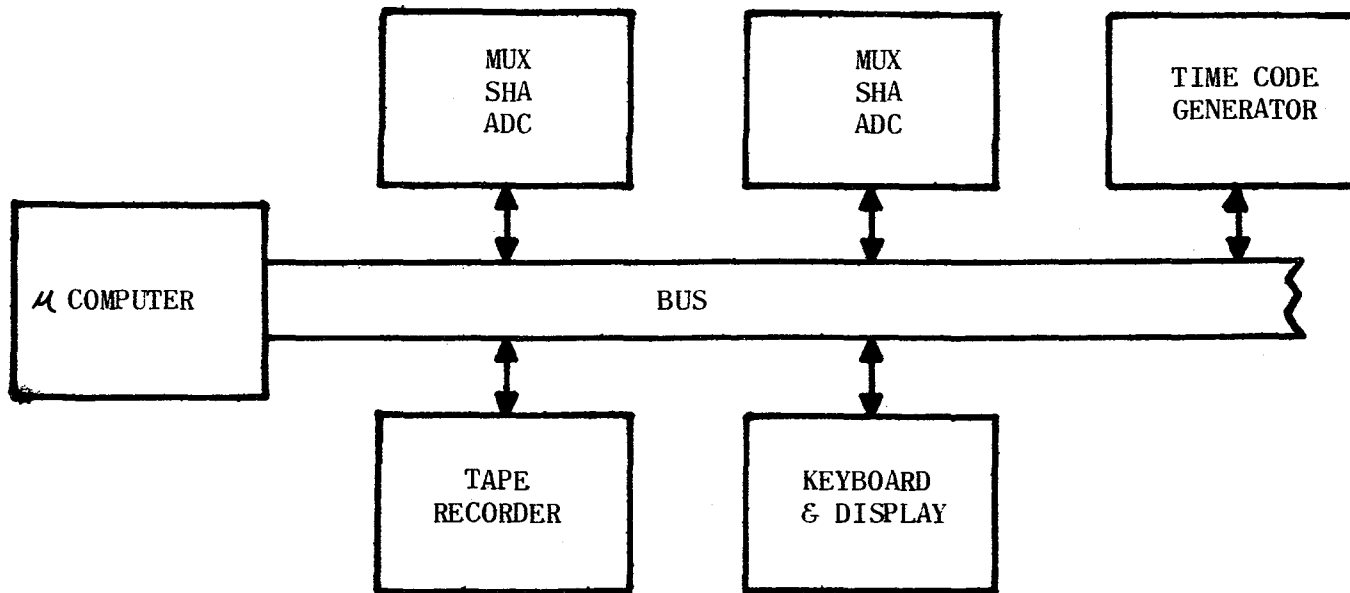 MUX
SHA
ADC
MUX
SHA
ADC
TIME CODE
GENERATOR
μ COMPUTER
BUS
TAPE
RECORDER
KEYBOARD
& DISPLAY